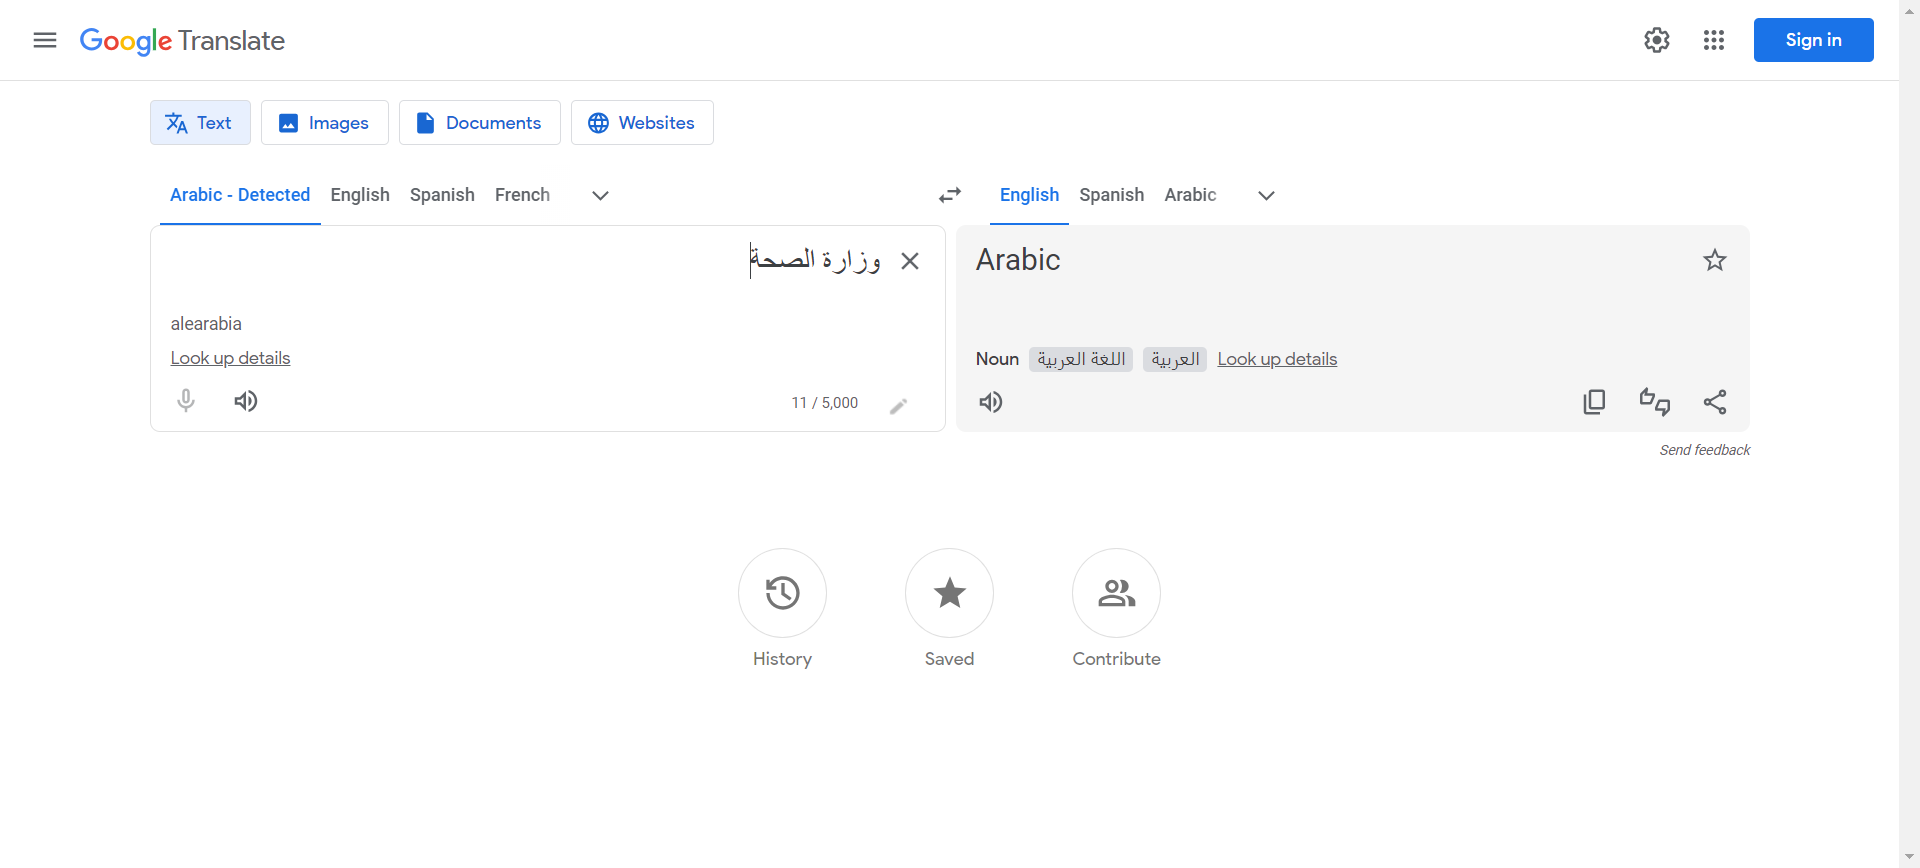 Google Translate
Sign in
Text
Images
Documents
Websites
Arabic - Detected
English
Spanish
French
English
Spanish
Arabic
وزارة الصحة
alearabia
Look up details
11 / 5,000
Arabic
Noun
اللغة العربية
العربية
Look up details
Send feedback
History
Saved
Contribute